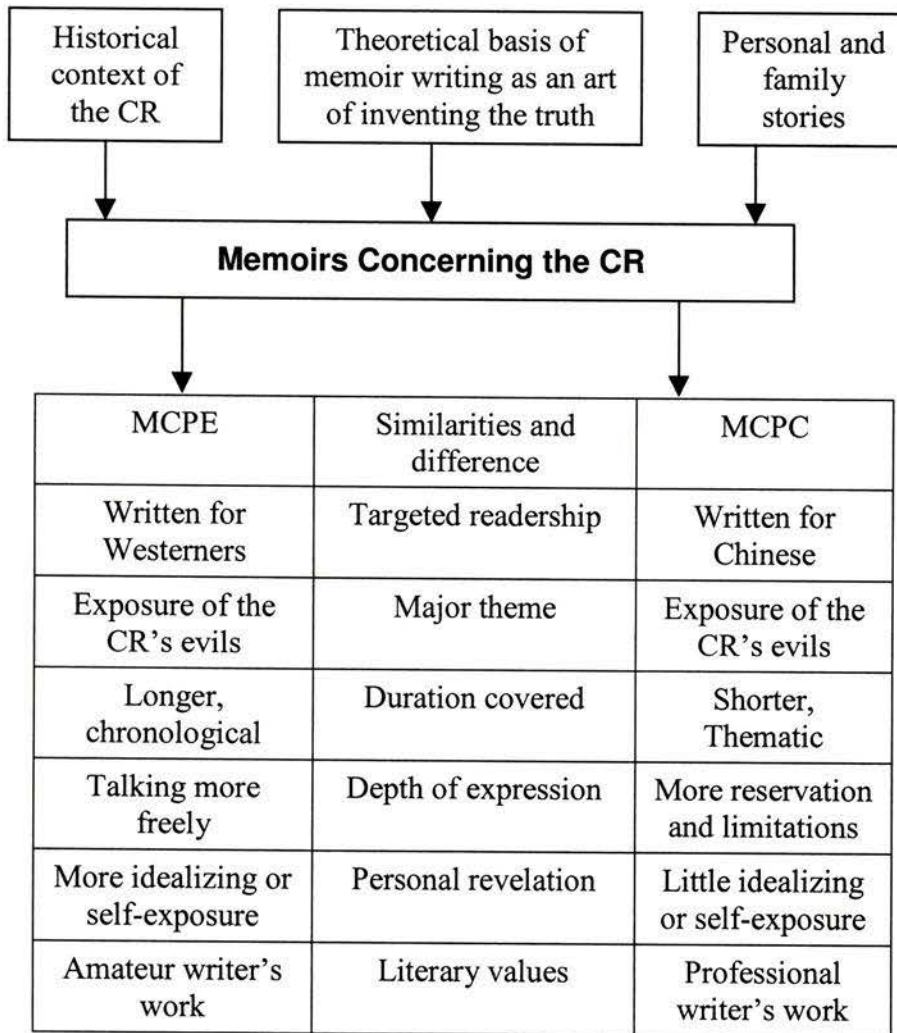 Historical
context of
the CR
Theoretical basis of
memoir writing as an art
of inventing the truth
Personal and
family
stories
Memoirs Concerning the CR
MCPE
Similarities and
difference
MCPC
Written for
Westerners
Targeted readership
Written for
Chinese
Exposure of the
CR's evils
Major theme
Exposure of the
CR's evils
Longer,
chronological
Duration covered
Shorter,
Thematic
Talking more
freely
Depth of expression
More reservation
and limitations
More idealizing or
self-exposure
Personal revelation
Little idealizing
or self-exposure
Amateur writer's
work
Literary values
Professional
writer's work